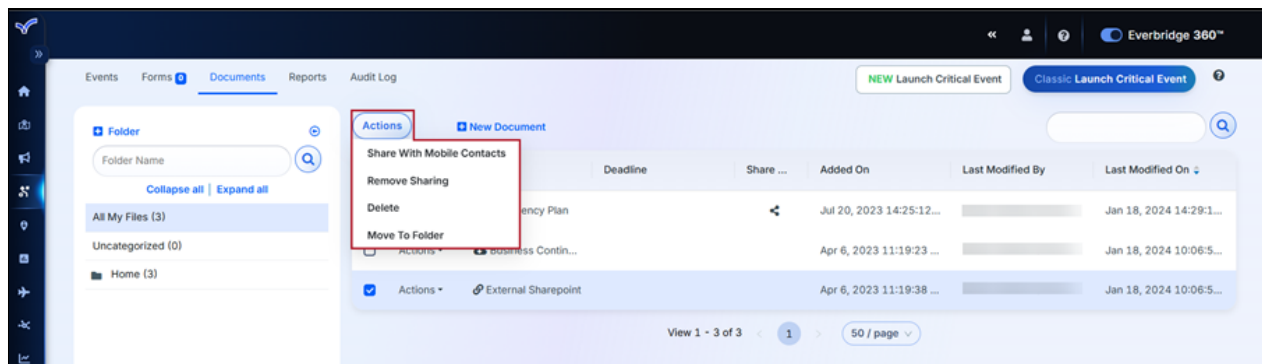 Everbridge 360™
Events Forms 0 Documents Reports Audit Log
NEW Launch Critical Event Classic Launch Critical Event
Folder
Folder Name
Collapse all | Expand all
All My Files (3)
Uncategorized (0)
Home (3)
Actions New Document
Share With Mobile Contacts
Remove Sharing
Delete
Move To Folder
Deadline Share ... Added On Last Modified By Last Modified On
ency Plan Jul 20, 2023 14:25:12... Jan 18, 2024 14:29:1...
Actions Business Contin... Apr 6, 2023 11:19:23 ... Jan 18, 2024 10:06:5...
Actions External Sharepoint Apr 6, 2023 11:19:38 ... Jan 18, 2024 10:06:5...
View 1 - 3 of 3 < 1 > 50 / page